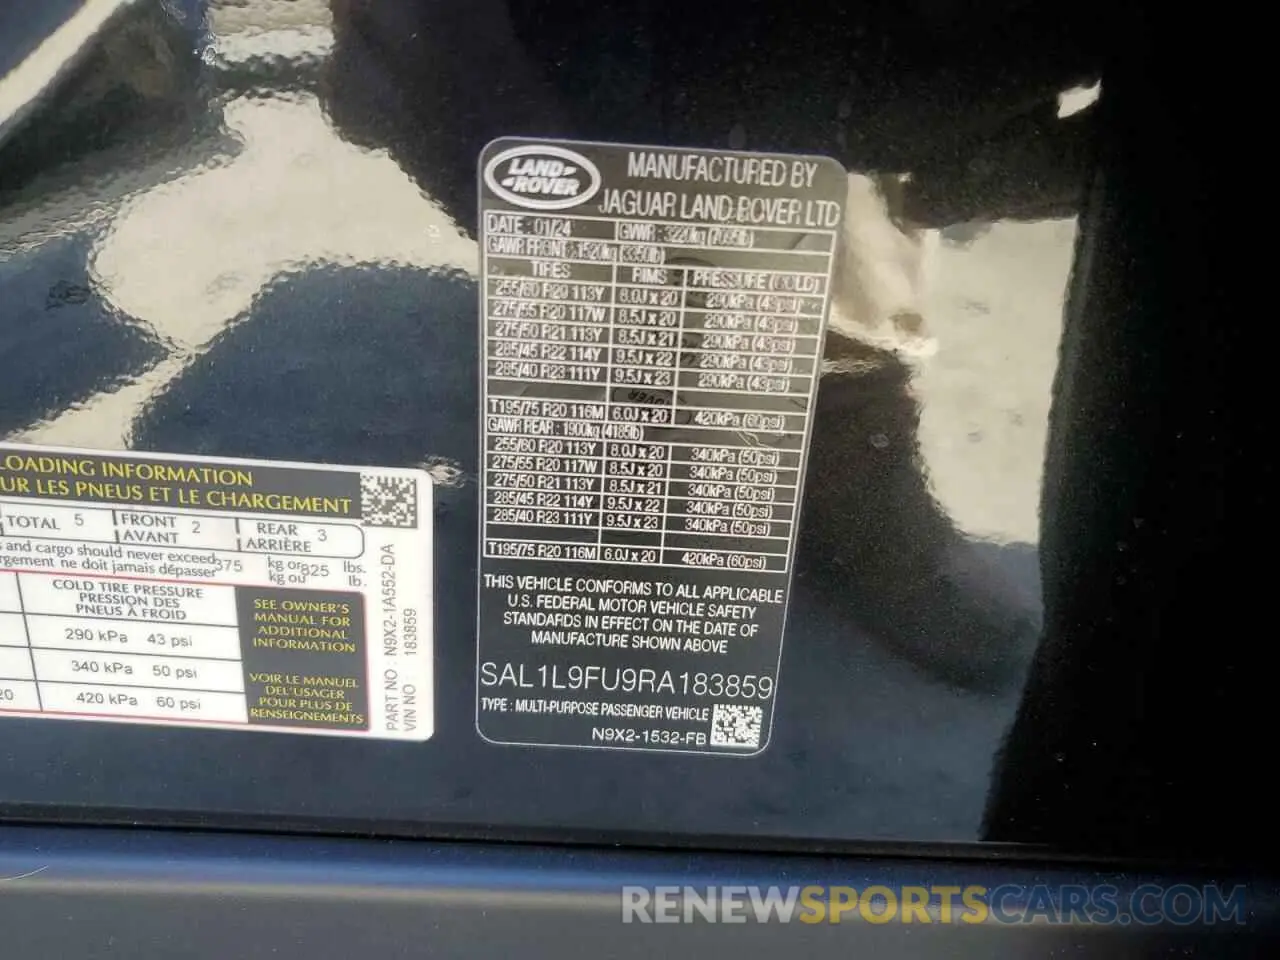 LAND ROVER
MANUFACTURED BY
JAGUAR LAND ROVER LTD
DATE : 01/24 GVWR : 3220kg (7095lb)
GAWR FRONT : 1520kg (3350lb)
TIRES RIMS PRESSURE (COLD)
255/60 R20 113Y 8.0J x 20 290kPa (43psi)
275/55 R20 117W 8.5J x 20 290kPa (43psi)
275/50 R21 113Y 8.5J x 21 290kPa (43psi)
285/45 R22 114Y 9.5J x 22 290kPa (43psi)
285/40 R23 111Y 9.5J x 23 290kPa (43psi)
T195/75 R20 116M 6.0J x 20 420kPa (60psi)
GAWR REAR : 1900kg (4185lb)
255/60 R20 113Y 8.0J x 20 340kPa (50psi)
275/55 R20 117W 8.5J x 20 340kPa (50psi)
275/50 R21 113Y 8.5J x 21 340kPa (50psi)
285/45 R22 114Y 9.5J x 22 340kPa (50psi)
285/40 R23 111Y 9.5J x 23 340kPa (50psi)
T195/75 R20 116M 6.0J x 20 420kPa (60psi)
THIS VEHICLE CONFORMS TO ALL APPLICABLE
U.S. FEDERAL MOTOR VEHICLE SAFETY
STANDARDS IN EFFECT ON THE DATE OF
MANUFACTURE SHOWN ABOVE
SAL1L9FU9RA183859
TYPE : MULTI-PURPOSE PASSENGER VEHICLE
N9X2-1532-FB
LOADING INFORMATION
UR LES PNEUS ET LE CHARGEMENT
TOTAL 5 FRONT 2 REAR 3
AVANT ARRIÈRE
s and cargo should never exceed 375 kg or 825 lbs.
rgement ne doit jamais dépasser kg ou lb.
COLD TIRE PRESSURE
PRESSION DES
PNEUS A FROID
290 kPa 43 psi
340 kPa 50 psi
20 420 kPa 60 psi
SEE OWNER'S
MANUAL FOR
ADDITIONAL
INFORMATION
VOIR LE MANUEL
DEL'USAGER
POUR PLUS DE
RENSEIGNEMENTS
PART NO : N9X2-1A552-DA
VIN NO : 183859
RENEWSPORTSCARS.COM